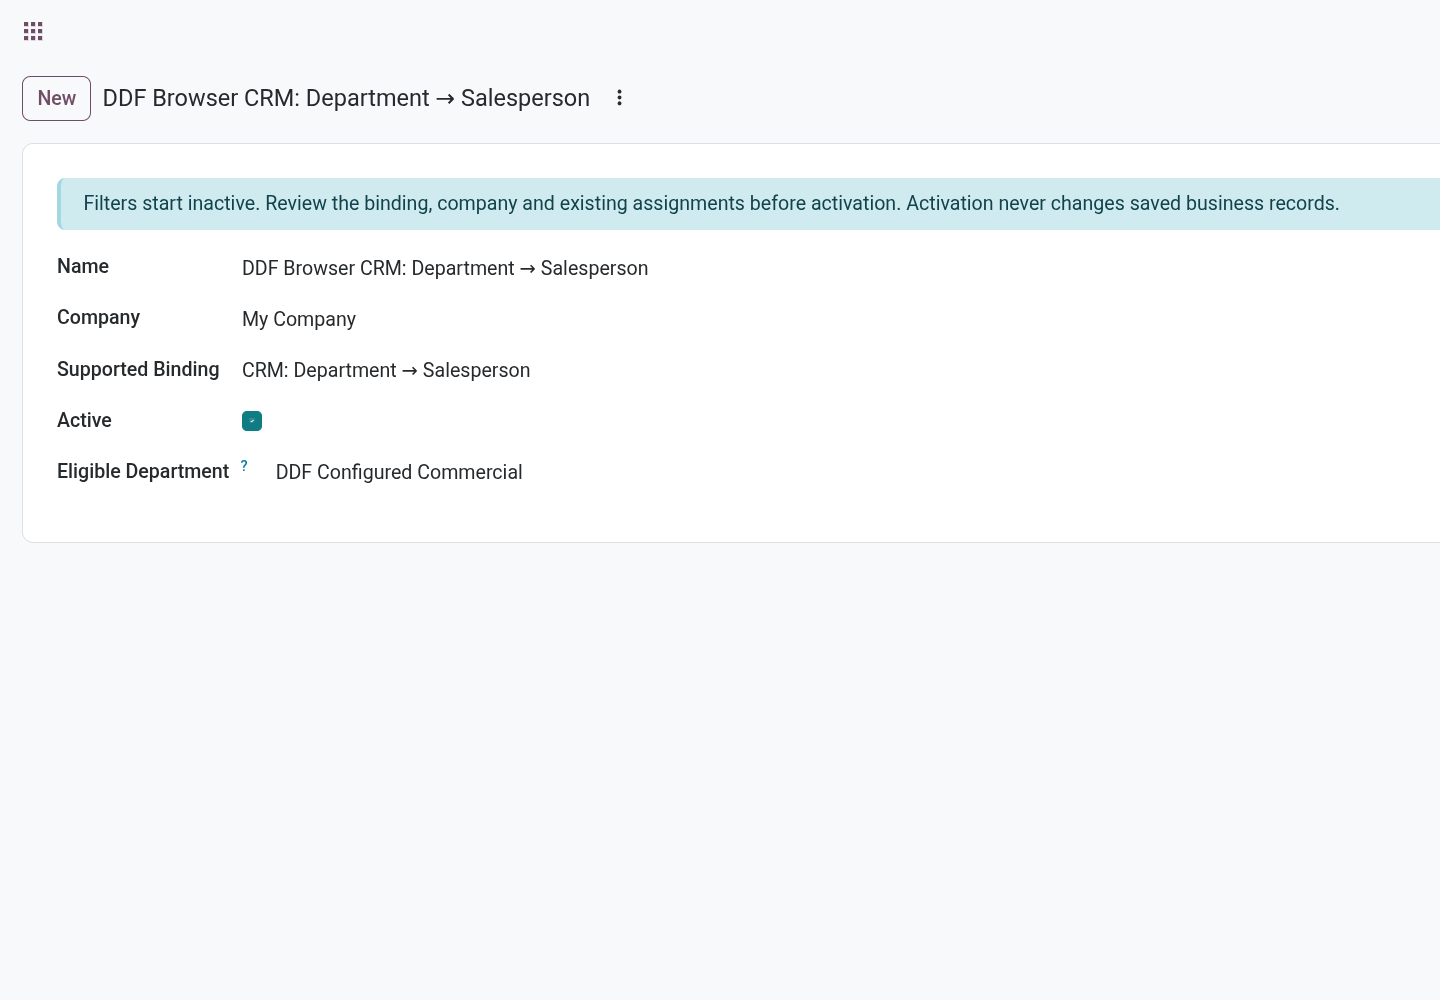 New
DDF Browser CRM: Department → Salesperson
Filters start inactive. Review the binding, company and existing assignments before activation. Activation never changes saved business records.
Name DDF Browser CRM: Department → Salesperson
Company My Company
Supported Binding CRM: Department → Salesperson
Active
Eligible Department ? DDF Configured Commercial